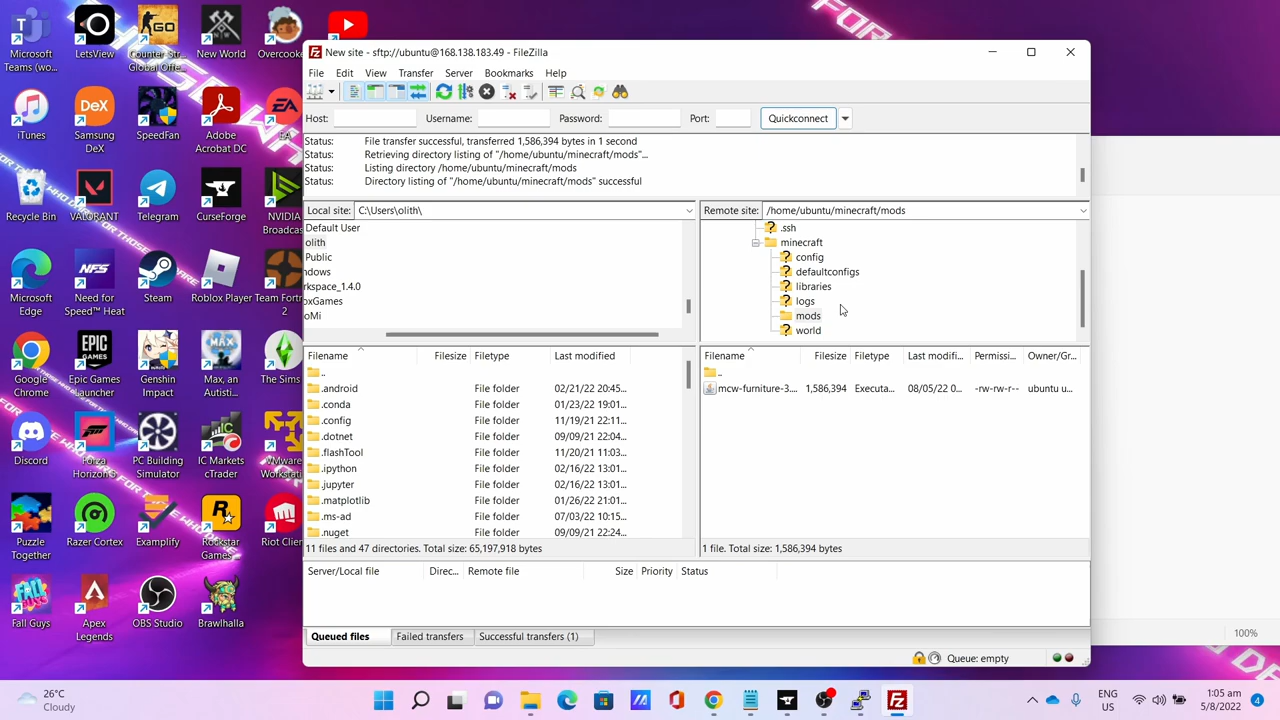 Microsoft Teams (wo...
LetsView
Counter-Str... Global Offe...
New World
Overcooke
iTunes
Samsung DeX
SpeedFan
Adobe Acrobat DC
EA
Recycle Bin
VALORANT
Telegram
CurseForge
NVIDIA Broadcas
Microsoft Edge
Need for Speed™ Heat
Steam
Roblox Player
Team Fortr 2
Google Chrome
Epic Games Launcher
Genshin Impact
Max, an Autisti...
The Sims
Discord
Forza Horizon 5
PC Building Simulator
IC Markets cTrader
VMware Workstati
Puzzle Together
Razer Cortex
Examplify
Rockstar Games ...
Riot Clien
Fall Guys
Apex Legends
OBS Studio
Brawlhalla
New site - sftp://ubuntu@168.138.183.49 - FileZilla
File Edit View Transfer Server Bookmarks Help
Host: Username: Password: Port: Quickconnect
Status: File transfer successful, transferred 1,586,394 bytes in 1 second
Status: Retrieving directory listing of "/home/ubuntu/minecraft/mods"...
Status: Listing directory /home/ubuntu/minecraft/mods
Status: Directory listing of "/home/ubuntu/minecraft/mods" successful
Local site: C:\Users\olith\
Default User
olith
Public
ndows
rkspace_1.4.0
oxGames
oMi
Remote site: /home/ubuntu/minecraft/mods
.ssh
minecraft
config
defaultconfigs
libraries
logs
mods
world
Filename Filesize Filetype Last modified
..
.android File folder 02/21/22 20:45...
.conda File folder 01/23/22 19:01...
.config File folder 11/19/21 22:11...
.dotnet File folder 09/09/21 22:04...
.flashTool File folder 11/20/21 11:03...
.ipython File folder 02/16/22 13:01...
.jupyter File folder 02/16/22 13:01...
.matplotlib File folder 01/26/22 21:01...
.ms-ad File folder 07/03/22 10:15...
.nuget File folder 09/09/21 22:24...
11 files and 47 directories. Total size: 65,197,918 bytes
Filename Filesize Filetype Last modifi... Permissi... Owner/Gr...
..
mcw-furniture-3.... 1,586,394 Executa... 08/05/22 0... -rw-rw-r-- ubuntu u...
1 file. Total size: 1,586,394 bytes
Server/Local file Direc... Remote file Size Priority Status
Queued files Failed transfers Successful transfers (1)
Queue: empty
100%
26°C
Cloudy
ENG
US
1:05 am
5/8/2022
4